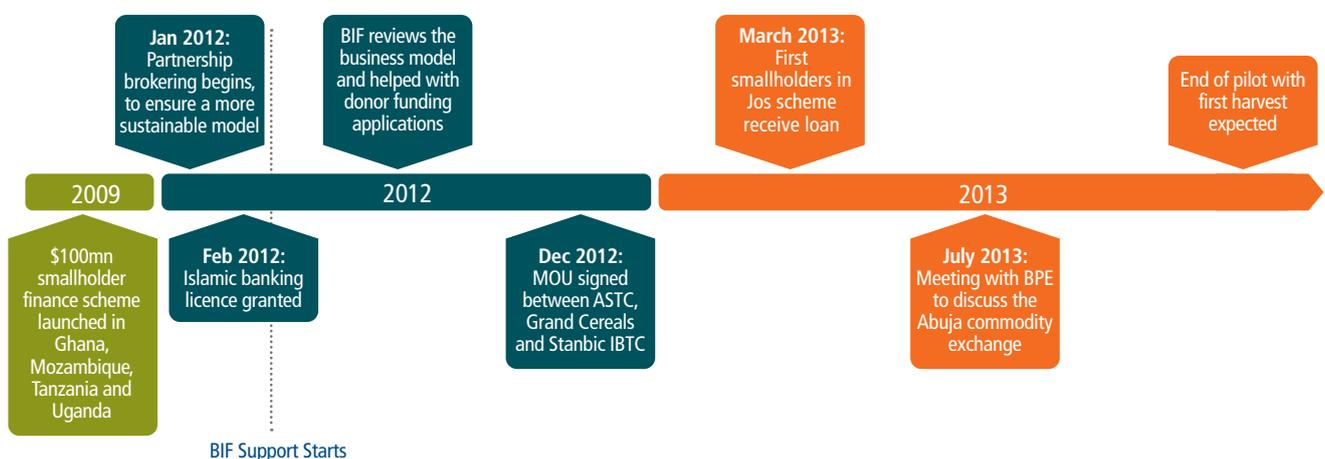 Jan 2012:
Partnership
brokering begins,
to ensure a more
sustainable model
BIF reviews the
business model
and helped with
donor funding
applications
March 2013:
First
smallholders in
Jos scheme
receive loan
End of pilot with
first harvest
expected
2009
2012
2013
$100mn
smallholder
finance scheme
launched in
Ghana,
Mozambique,
Tanzania and
Uganda
Feb 2012:
Islamic banking
licence granted
Dec 2012:
MOU signed
between ASTC,
Grand Cereals
and Stanbic IBTC
July 2013:
Meeting with BPE
to discuss the
Abuja commodity
exchange
BIF Support Starts